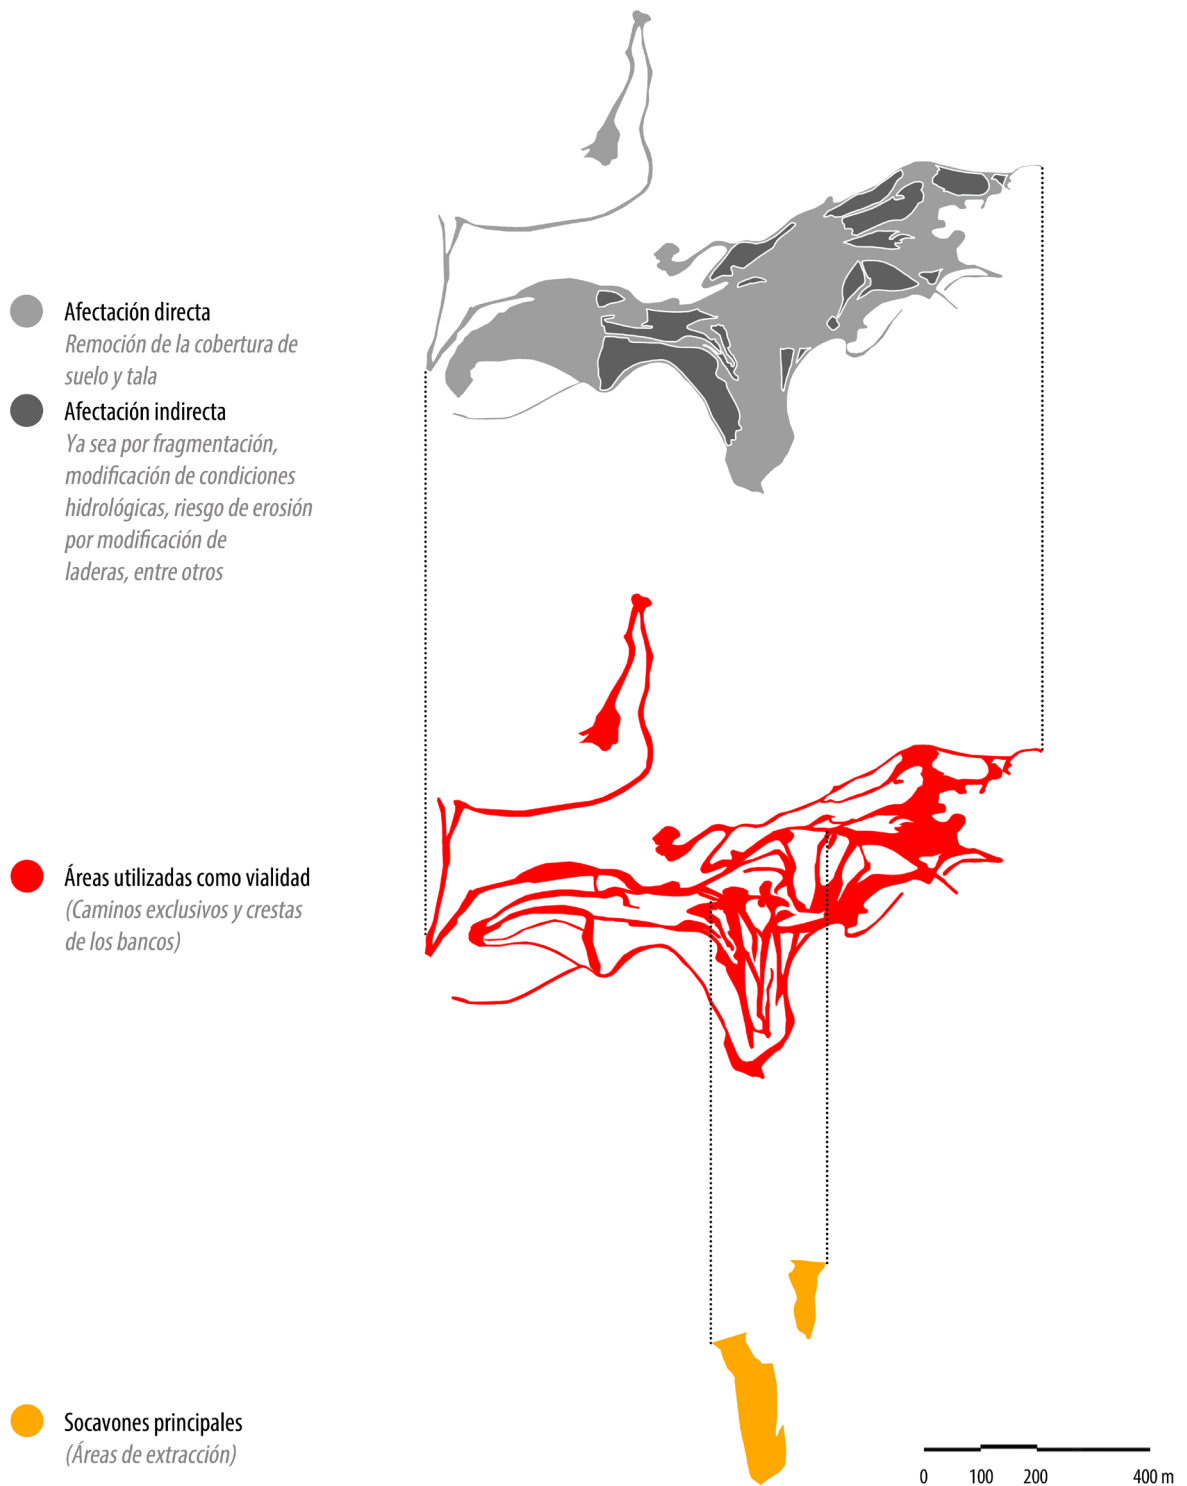 Afectación directa
Remoción de la cobertura de
suelo y tala
Afectación indirecta
Ya sea por fragmentación,
modificación de condiciones
hidrológicas, riesgo de erosión
por modificación de
laderas, entre otros
Áreas utilizadas como vialidad
(Caminos exclusivos y crestas
de los bancos)
Socavones principales
(Áreas de extracción)
0 100 200 400 m